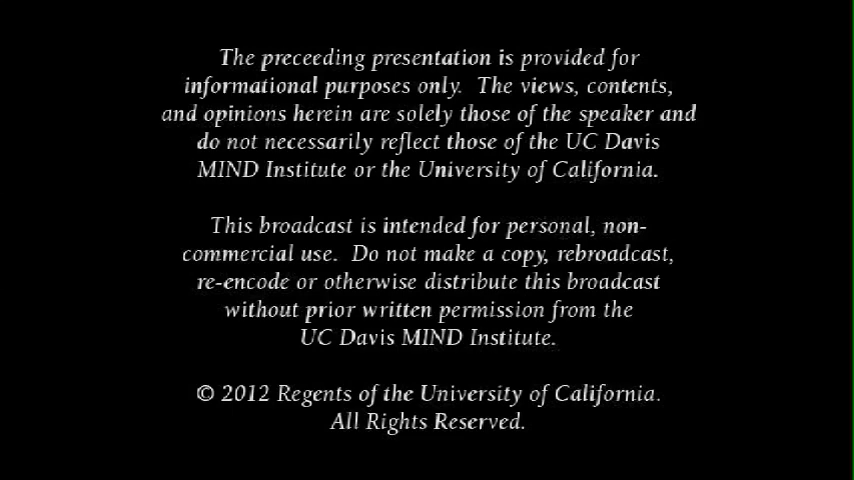 The preceeding presentation is provided for
informational purposes only. The views, contents,
and opinions herein are solely those of the speaker and
do not necessarily reflect those of the UC Davis
MIND Institute or the University of California.
This broadcast is intended for personal, non-
commercial use. Do not make a copy, rebroadcast,
re-encode or otherwise distribute this broadcast
without prior written permission from the
UC Davis MIND Institute.
© 2012 Regents of the University of California.
All Rights Reserved.